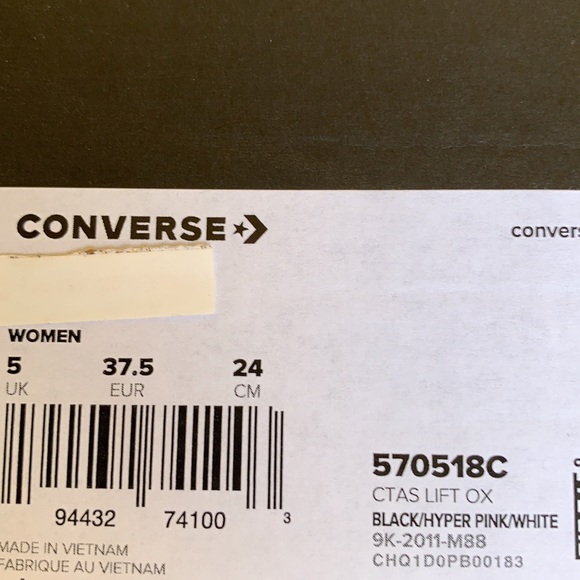 CONVERSE
convers
WOMEN
5 37.5 24
UK EUR CM
570518C
CTAS LIFT OX
BLACK/HYPER PINK/WHITE
9K-2011-M88
CHQ1D0PB00183
94432 74100 3
MADE IN VIETNAM
FABRIQUE AU VIETNAM